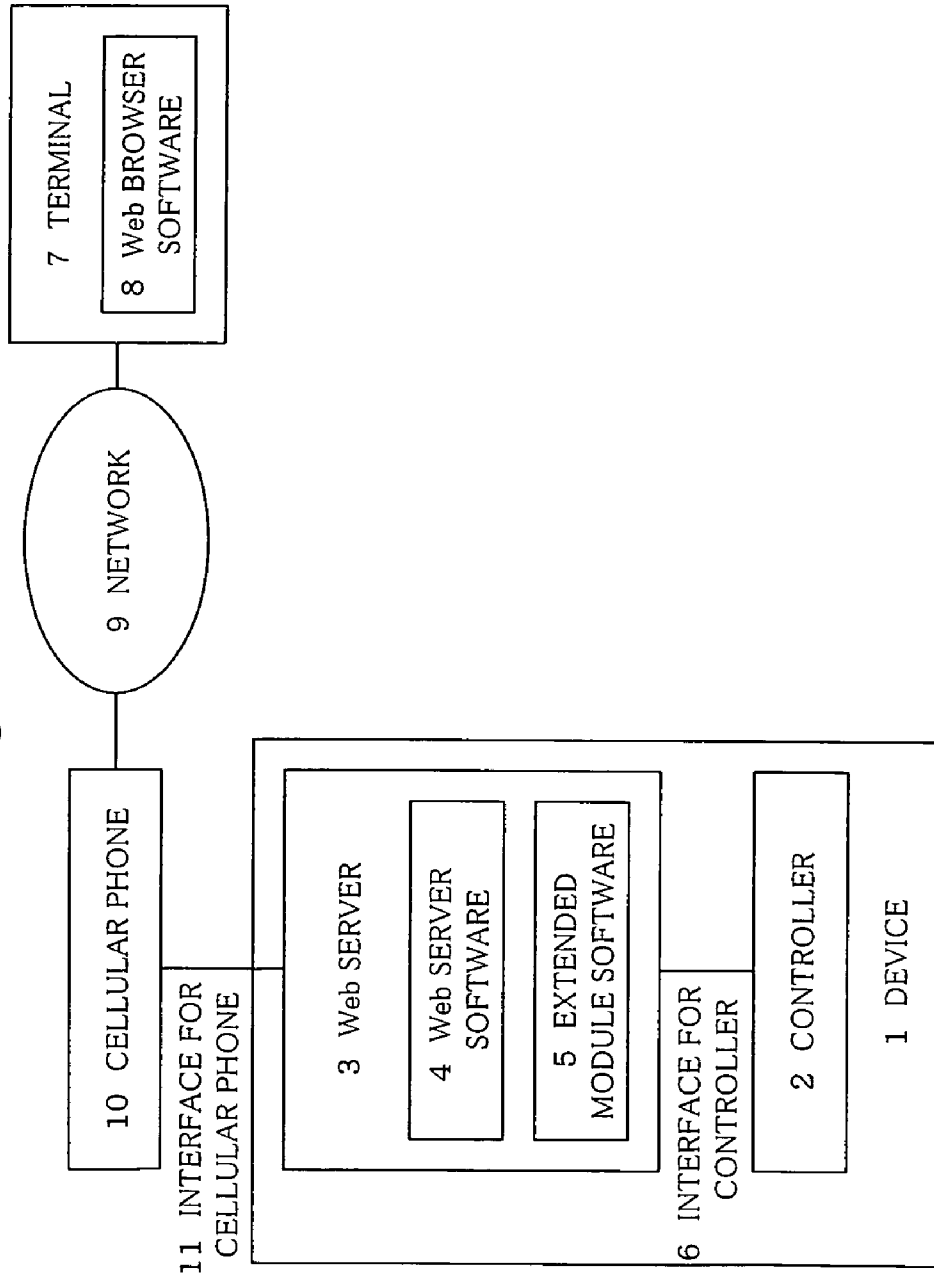 10 CELLULAR PHONE
9 NETWORK
7 TERMINAL
8 Web BROWSER
SOFTWARE
11 INTERFACE FOR
CELLULAR PHONE
3 Web SERVER
4 Web SERVER
SOFTWARE
5 EXTENDED
MODULE SOFTWARE
6 INTERFACE FOR
CONTROLLER
2 CONTROLLER
1 DEVICE